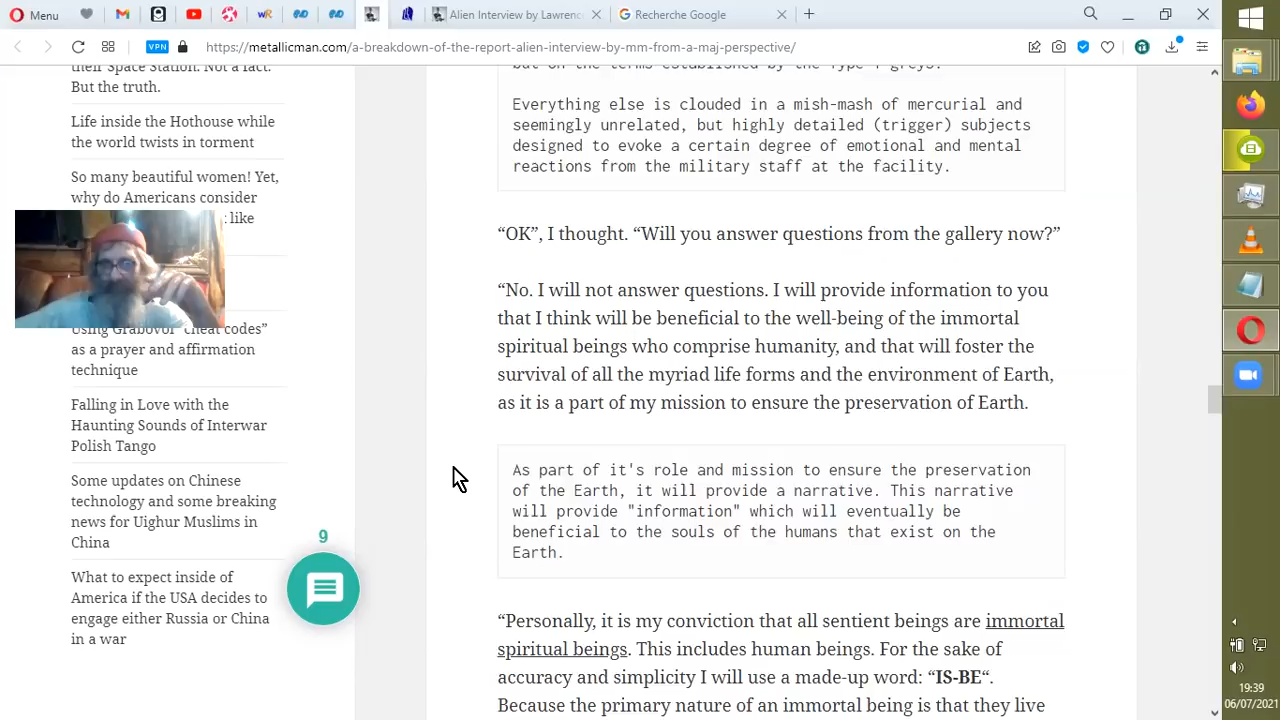 Menu
Alien Interview by Lawrenc
Recherche Google
VPN
https://metallicman.com/a-breakdown-of-the-report-alien-interview-by-mm-from-a-maj-perspective/
their Space Station. Not a fact.
But the truth.
Life inside the Hothouse while
the world twists in torment
So many beautiful women! Yet,
why do Americans consider
like
Using Grabovoi “cheat codes”
as a prayer and affirmation
technique
Falling in Love with the
Haunting Sounds of Interwar
Polish Tango
Some updates on Chinese
technology and some breaking
news for Uighur Muslims in
China
What to expect inside of
America if the USA decides to
engage either Russia or China
in a war
9
but on the terms established by the Type-1 greys.
Everything else is clouded in a mish-mash of mercurial and
seemingly unrelated, but highly detailed (trigger) subjects
designed to evoke a certain degree of emotional and mental
reactions from the military staff at the facility.
“OK”, I thought. “Will you answer questions from the gallery now?”
“No. I will not answer questions. I will provide information to you
that I think will be beneficial to the well-being of the immortal
spiritual beings who comprise humanity, and that will foster the
survival of all the myriad life forms and the environment of Earth,
as it is a part of my mission to ensure the preservation of Earth.
As part of it's role and mission to ensure the preservation
of the Earth, it will provide a narrative. This narrative
will provide "information" which will eventually be
beneficial to the souls of the humans that exist on the
Earth.
“Personally, it is my conviction that all sentient beings are immortal
spiritual beings. This includes human beings. For the sake of
accuracy and simplicity I will use a made-up word: “IS-BE“.
Because the primary nature of an immortal being is that they live
19:39
06/07/2021